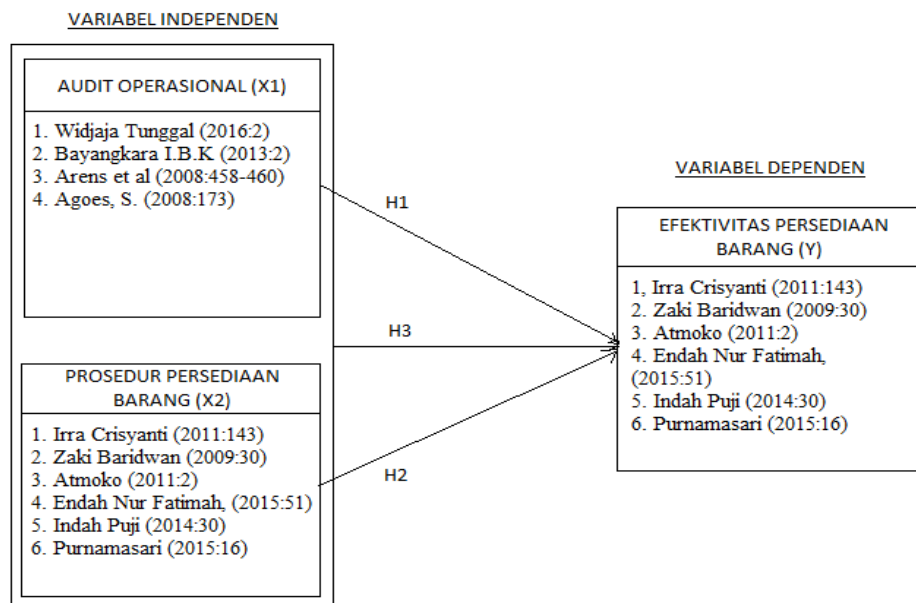 VARIABEL INDEPENDEN
AUDIT OPERASIONAL (X1)
1. Widjaja Tunggal (2016:2)
2. Bayangkara I.B.K (2013:2)
3. Arens et al (2008:458-460)
4. Agoes, S. (2008:173)
PROSEDUR PERSEDIAAN
BARANG (X2)
1. Irra Crisyanti (2011:143)
2. Zaki Baridwan (2009:30)
3. Atmoko (2011:2)
4. Endah Nur Fatimah, (2015:51)
5. Indah Puji (2014:30)
6. Purnamasari (2015:16)
H1
H3
H2
VARIABEL DEPENDEN
EFEKTIVITAS PERSEDIAAN
BARANG (Y)
1, Irra Crisyanti (2011:143)
2. Zaki Baridwan (2009:30)
3. Atmoko (2011:2)
4. Endah Nur Fatimah,
(2015:51)
5. Indah Puji (2014:30)
6. Purnamasari (2015:16)